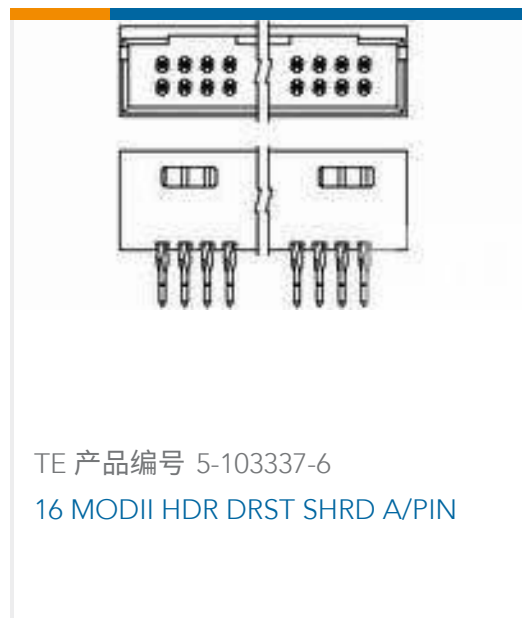 TE 产品编号 5-103337-6
16 MODII HDR DRST SHRD A/PIN